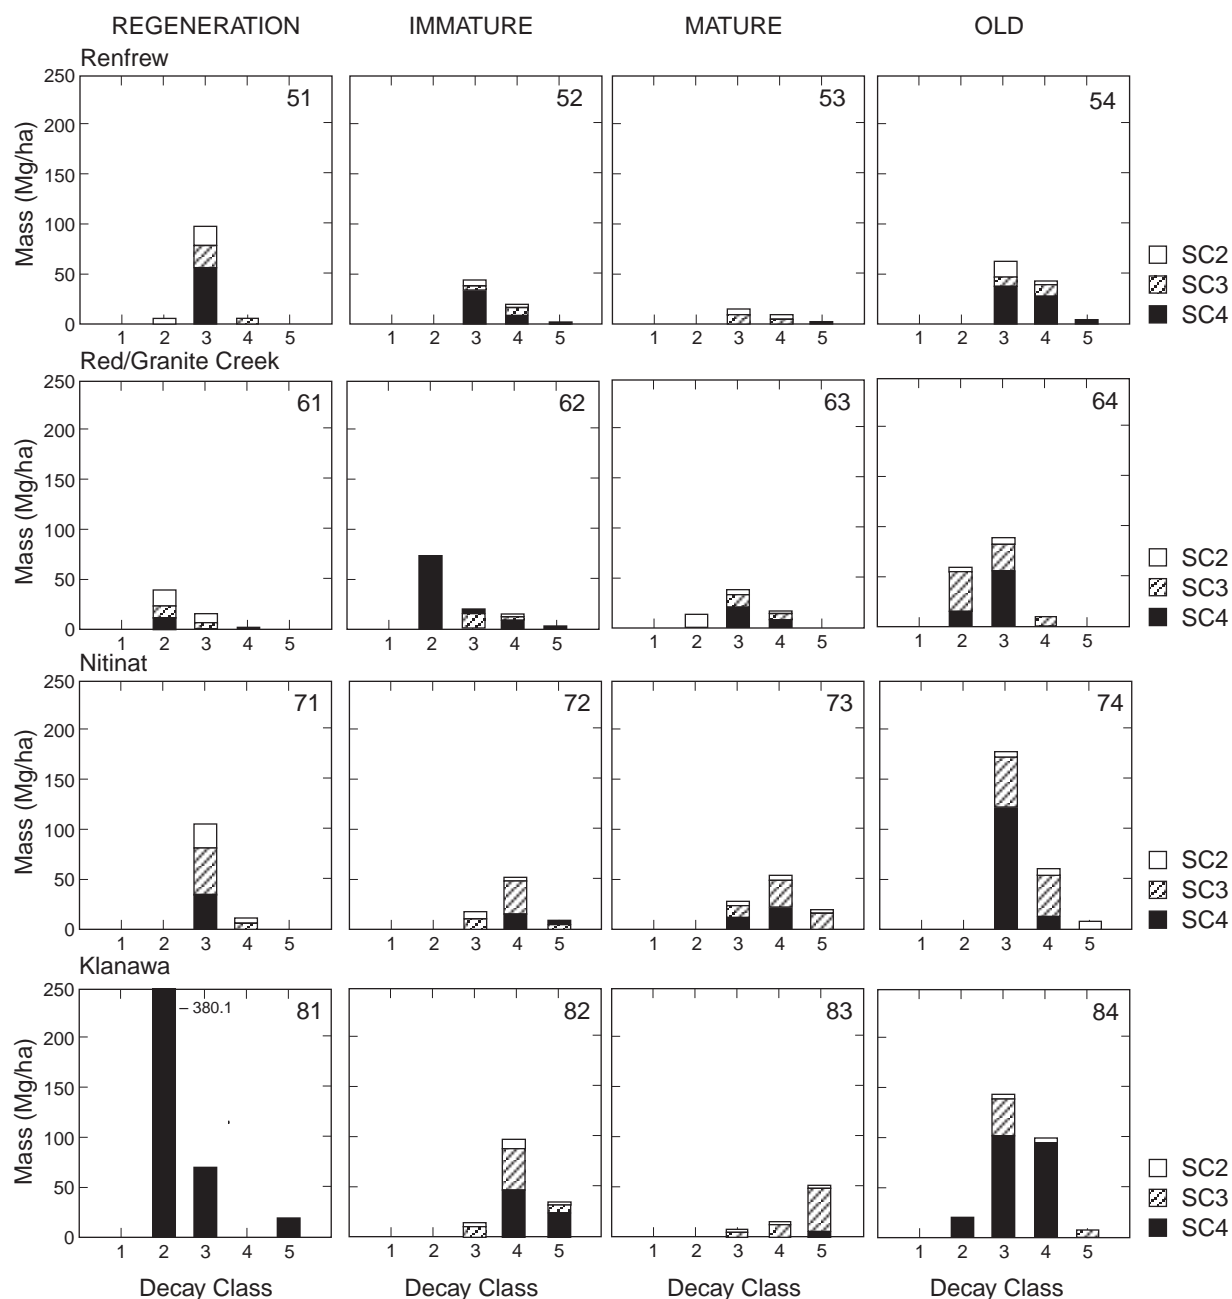 REGENERATION IMMATURE MATURE OLD
Renfrew
250 51 52 53 54
200
150
100
50
0
Mass (Mg/ha)
SC2
SC3
SC4
1 2 3 4 5 1 2 3 4 5 1 2 3 4 5 1 2 3 4 5
Red/Granite Creek
250 61 62 63 64
200
150
100
50
0
Mass (Mg/ha)
SC2
SC3
SC4
1 2 3 4 5 1 2 3 4 5 1 2 3 4 5 1 2 3 4 5
Nitinat
250 71 72 73 74
200
150
100
50
0
Mass (Mg/ha)
SC2
SC3
SC4
1 2 3 4 5 1 2 3 4 5 1 2 3 4 5 1 2 3 4 5
Klanawa
250 – 380.1 81 82 83 84
200
150
100
50
0
Mass (Mg/ha)
SC2
SC3
SC4
1 2 3 4 5 1 2 3 4 5 1 2 3 4 5 1 2 3 4 5
Decay Class Decay Class Decay Class Decay Class